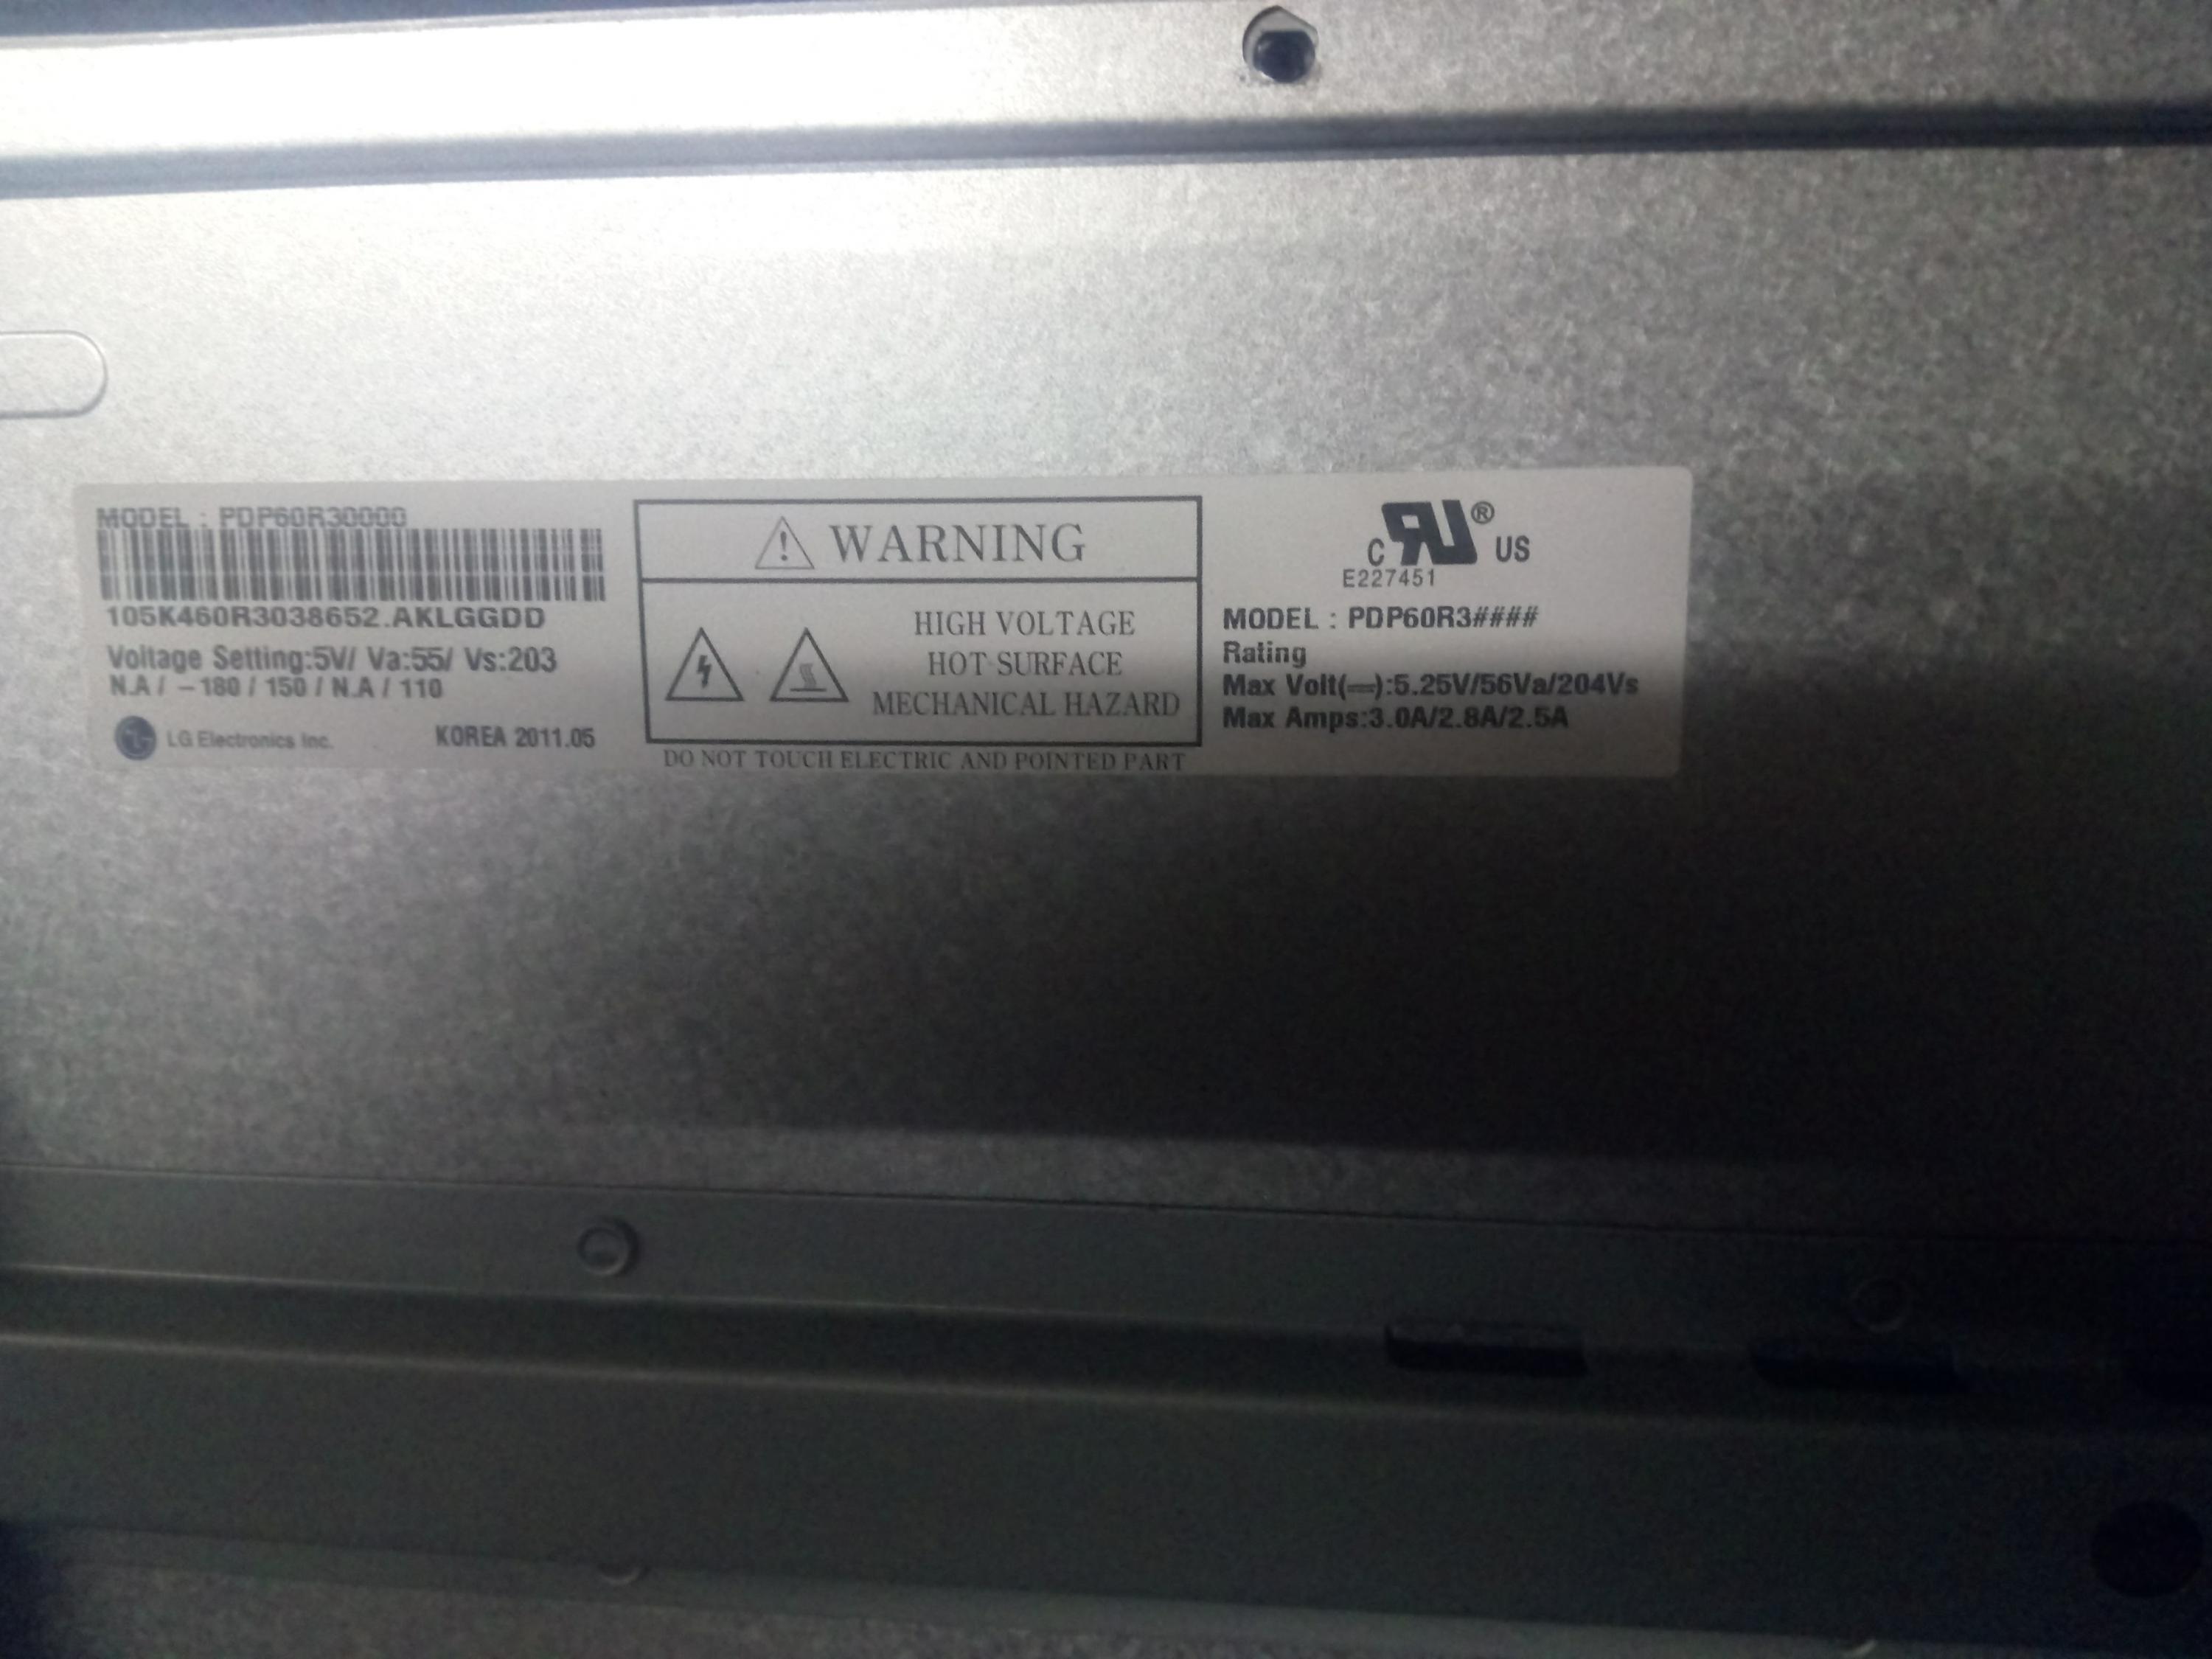 MODEL : PDP60R30000
105K460R3038652.AKLGGDD
Voltage Setting:5V/ Va:55/ Vs:203
N.A / -180 / 150 / N.A / 110
LG Electronics Inc. KOREA 2011.05
WARNING
HIGH VOLTAGE
HOT SURFACE
MECHANICAL HAZARD
DO NOT TOUCH ELECTRIC AND POINTED PART
C RU® US
E227451
MODEL : PDP60R3####
Rating
Max Volt(⎓):5.25V/56Va/204Vs
Max Amps:3.0A/2.8A/2.5A